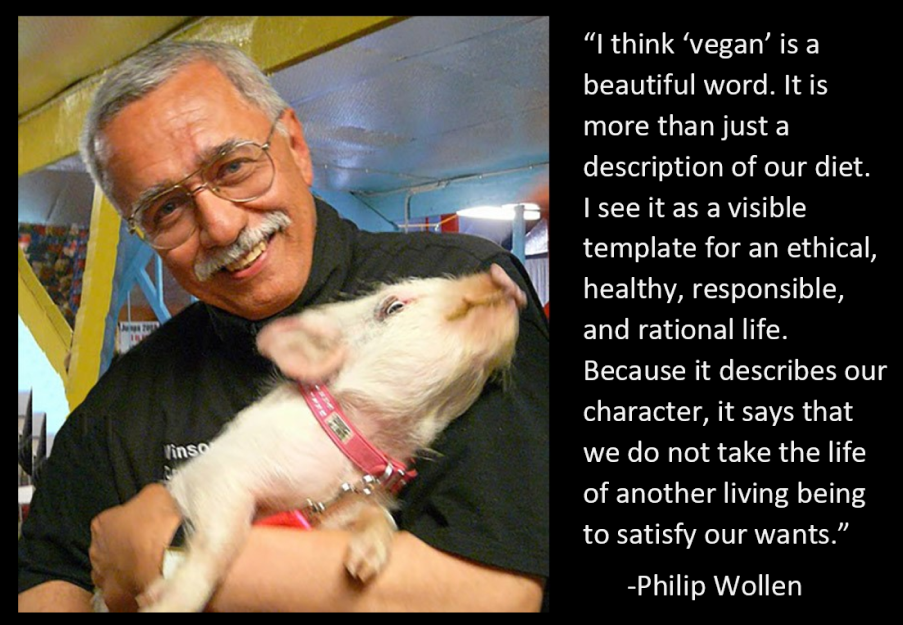 “I think ‘vegan’ is a
beautiful word. It is
more than just a
description of our diet.
I see it as a visible
template for an ethical,
healthy, responsible,
and rational life.
Because it describes our
character, it says that
we do not take the life
of another living being
to satisfy our wants.”
-Philip Wollen